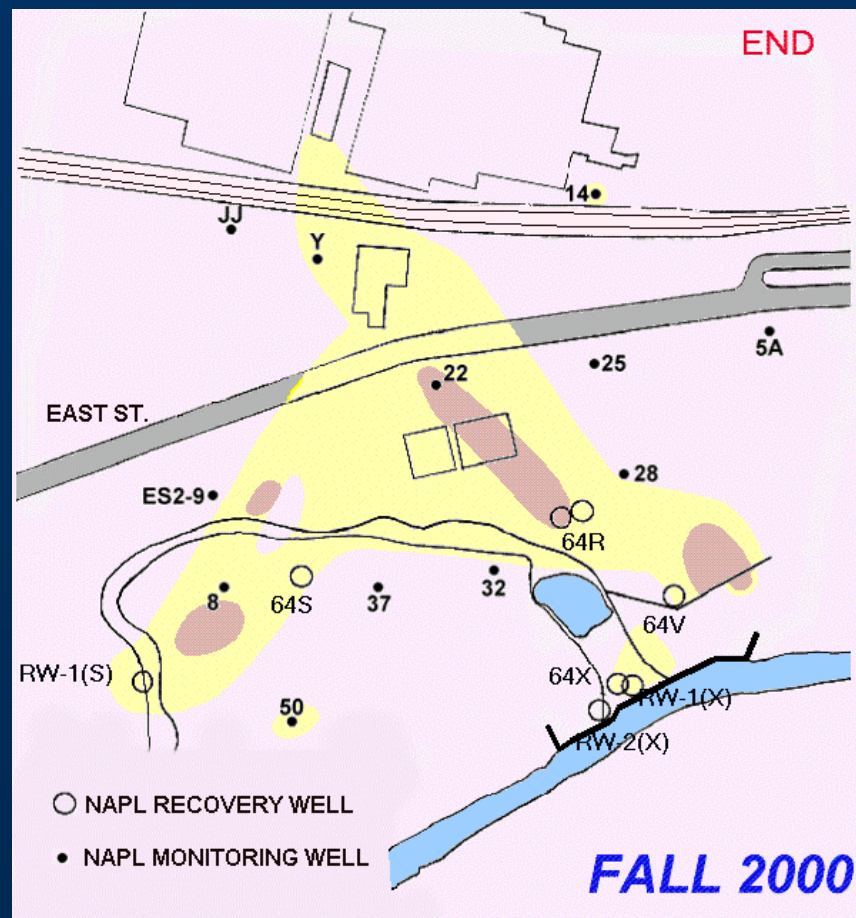 END
14
JJ
Y
5A
25
22
EAST ST.
28
ES2-9
64R
8
64S
37
32
64V
RW-1(S)
64X
RW-1(X)
50
RW-2(X)
NAPL RECOVERY WELL
NAPL MONITORING WELL
FALL 2000